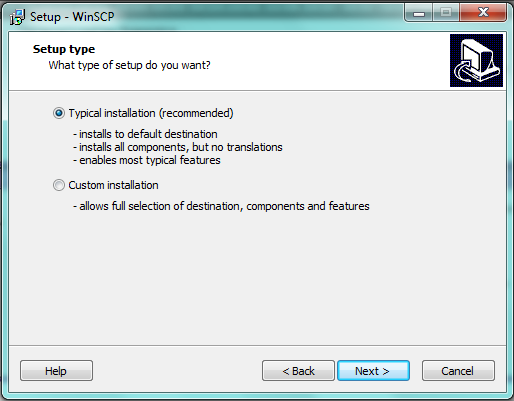 Setup - WinSCP
Setup type
What type of setup do you want?
Typical installation (recommended)
- installs to default destination
- installs all components, but no translations
- enables most typical features
Custom installation
- allows full selection of destination, components and features
Help
< Back
Next >
Cancel